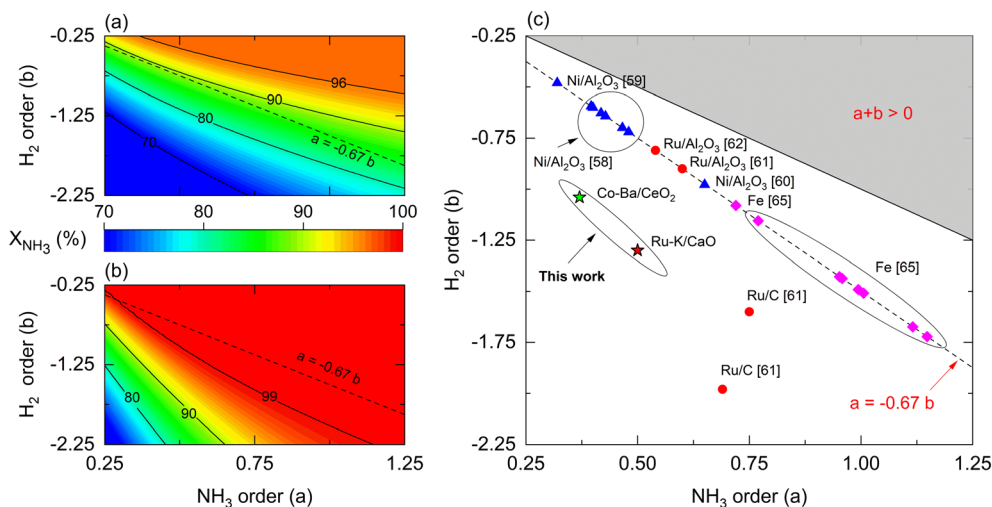 (a)
H₂ order (b)
-0.25
-1.25
-2.25
96
90
80
70
a = -0.67 b
70
80
90
100
X_NH₃ (%)
(b)
H₂ order (b)
-0.25
-1.25
-2.25
a = -0.67 b
99
90
80
0.25
0.75
1.25
NH₃ order (a)
(c)
H₂ order (b)
-0.25
-0.75
-1.25
-1.75
-2.25
a+b > 0
Ni/Al₂O₃ [59]
Ni/Al₂O₃ [58]
Ru/Al₂O₃ [62]
Ru/Al₂O₃ [61]
Ni/Al₂O₃ [60]
Fe [65]
Co-Ba/CeO₂
Ru-K/CaO
This work
Fe [65]
Ru/C [61]
Ru/C [61]
a = -0.67 b
0.25
0.50
0.75
1.00
1.25
NH₃ order (a)